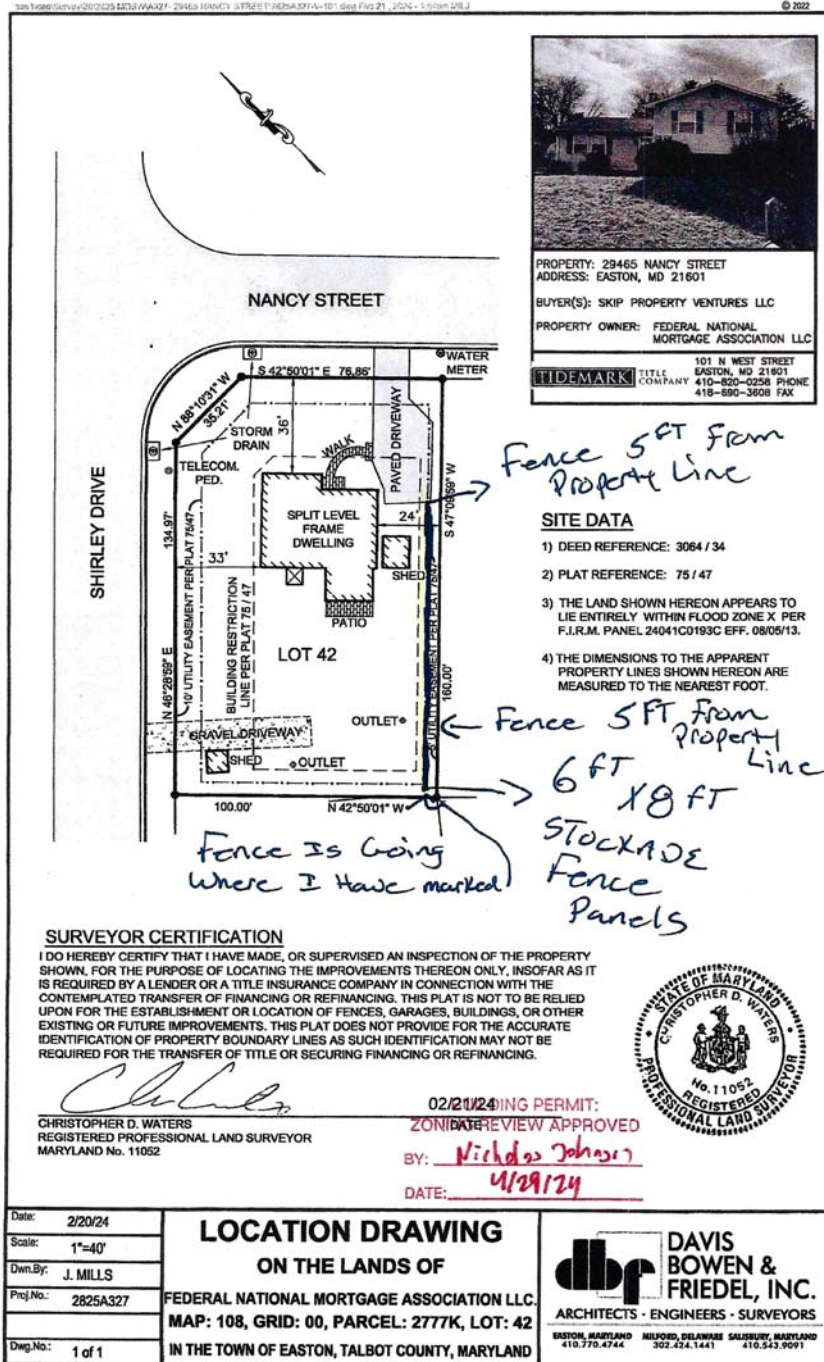 © 2022
NANCY STREET
PROPERTY: 29465 NANCY STREET
ADDRESS: EASTON, MD 21601
BUYER(S): SKIP PROPERTY VENTURES LLC
PROPERTY OWNER: FEDERAL NATIONAL
MORTGAGE ASSOCIATION LLC
TIDEMARK TITLE COMPANY
101 N WEST STREET
EASTON, MD 21601
410-820-0258 PHONE
418-690-3608 FAX
WATER
METER
S 42°50'01" E 76.86'
N 88°10'31" W
35.21'
STORM
DRAIN
TELECOM.
PED.
36'
WALK
PAVED DRIVEWAY
S 47°09'59" W
SHIRLEY DRIVE
134.97'
N 46°28'59" E
10' UTILITY EASEMENT PER PLAT 75/47
33'
BUILDING RESTRICTION
LINE PER PLAT 75 / 47
SPLIT LEVEL
FRAME
DWELLING
24'
SHED
PATIO
LOT 42
5' UTILITY EASEMENT PER PLAT 75/47
160.00'
OUTLET
GRAVEL DRIVEWAY
SHED
OUTLET
100.00'
N 42°50'01" W
Fence 5 FT From
Property Line
SITE DATA
1) DEED REFERENCE: 3064 / 34
2) PLAT REFERENCE: 75 / 47
3) THE LAND SHOWN HEREON APPEARS TO
LIE ENTIRELY WITHIN FLOOD ZONE X PER
F.I.R.M. PANEL 24041C0193C EFF. 08/05/13.
4) THE DIMENSIONS TO THE APPARENT
PROPERTY LINES SHOWN HEREON ARE
MEASURED TO THE NEAREST FOOT.
Fence 5 FT From
Property
Line
6 FT
X 8 FT
STOCKADE
Fence
Panels
Fence Is Going
Where I Have marked
SURVEYOR CERTIFICATION
I DO HEREBY CERTIFY THAT I HAVE MADE, OR SUPERVISED AN INSPECTION OF THE PROPERTY
SHOWN, FOR THE PURPOSE OF LOCATING THE IMPROVEMENTS THEREON ONLY, INSOFAR AS IT
IS REQUIRED BY A LENDER OR A TITLE INSURANCE COMPANY IN CONNECTION WITH THE
CONTEMPLATED TRANSFER OF FINANCING OR REFINANCING. THIS PLAT IS NOT TO BE RELIED
UPON FOR THE ESTABLISHMENT OR LOCATION OF FENCES, GARAGES, BUILDINGS, OR OTHER
EXISTING OR FUTURE IMPROVEMENTS. THIS PLAT DOES NOT PROVIDE FOR THE ACCURATE
IDENTIFICATION OF PROPERTY BOUNDARY LINES AS SUCH IDENTIFICATION MAY NOT BE
REQUIRED FOR THE TRANSFER OF TITLE OR SECURING FINANCING OR REFINANCING.
STATE OF MARYLAND
CHRISTOPHER D. WATERS
No. 11052
REGISTERED
PROFESSIONAL LAND SURVEYOR
CHRISTOPHER D. WATERS
REGISTERED PROFESSIONAL LAND SURVEYOR
MARYLAND No. 11052
02/21/24
DATE
BUILDING PERMIT:
ZONING REVIEW APPROVED
BY: Nicholas Johnson
DATE: 4/29/24
Date: 2/20/24
Scale: 1"=40'
Dwn.By: J. MILLS
Proj.No.: 2825A327
Dwg.No.: 1 of 1
LOCATION DRAWING
ON THE LANDS OF
FEDERAL NATIONAL MORTGAGE ASSOCIATION LLC.
MAP: 108, GRID: 00, PARCEL: 2777K, LOT: 42
IN THE TOWN OF EASTON, TALBOT COUNTY, MARYLAND
dbf
DAVIS
BOWEN &
FRIEDEL, INC.
ARCHITECTS · ENGINEERS · SURVEYORS
EASTON, MARYLAND MILFORD, DELAWARE SALISBURY, MARYLAND
410.770.4744 302.424.1441 410.543.9091